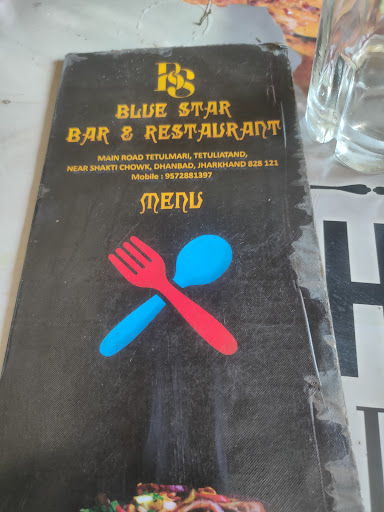 BS
BLUE STAR
BAR & RESTAURANT
MAIN ROAD TETULMARI, TETULIATAND,
NEAR SHAKTI CHOWK, DHANBAD, JHARKHAND 828 121
Mobile : 9572881397
MENU
H